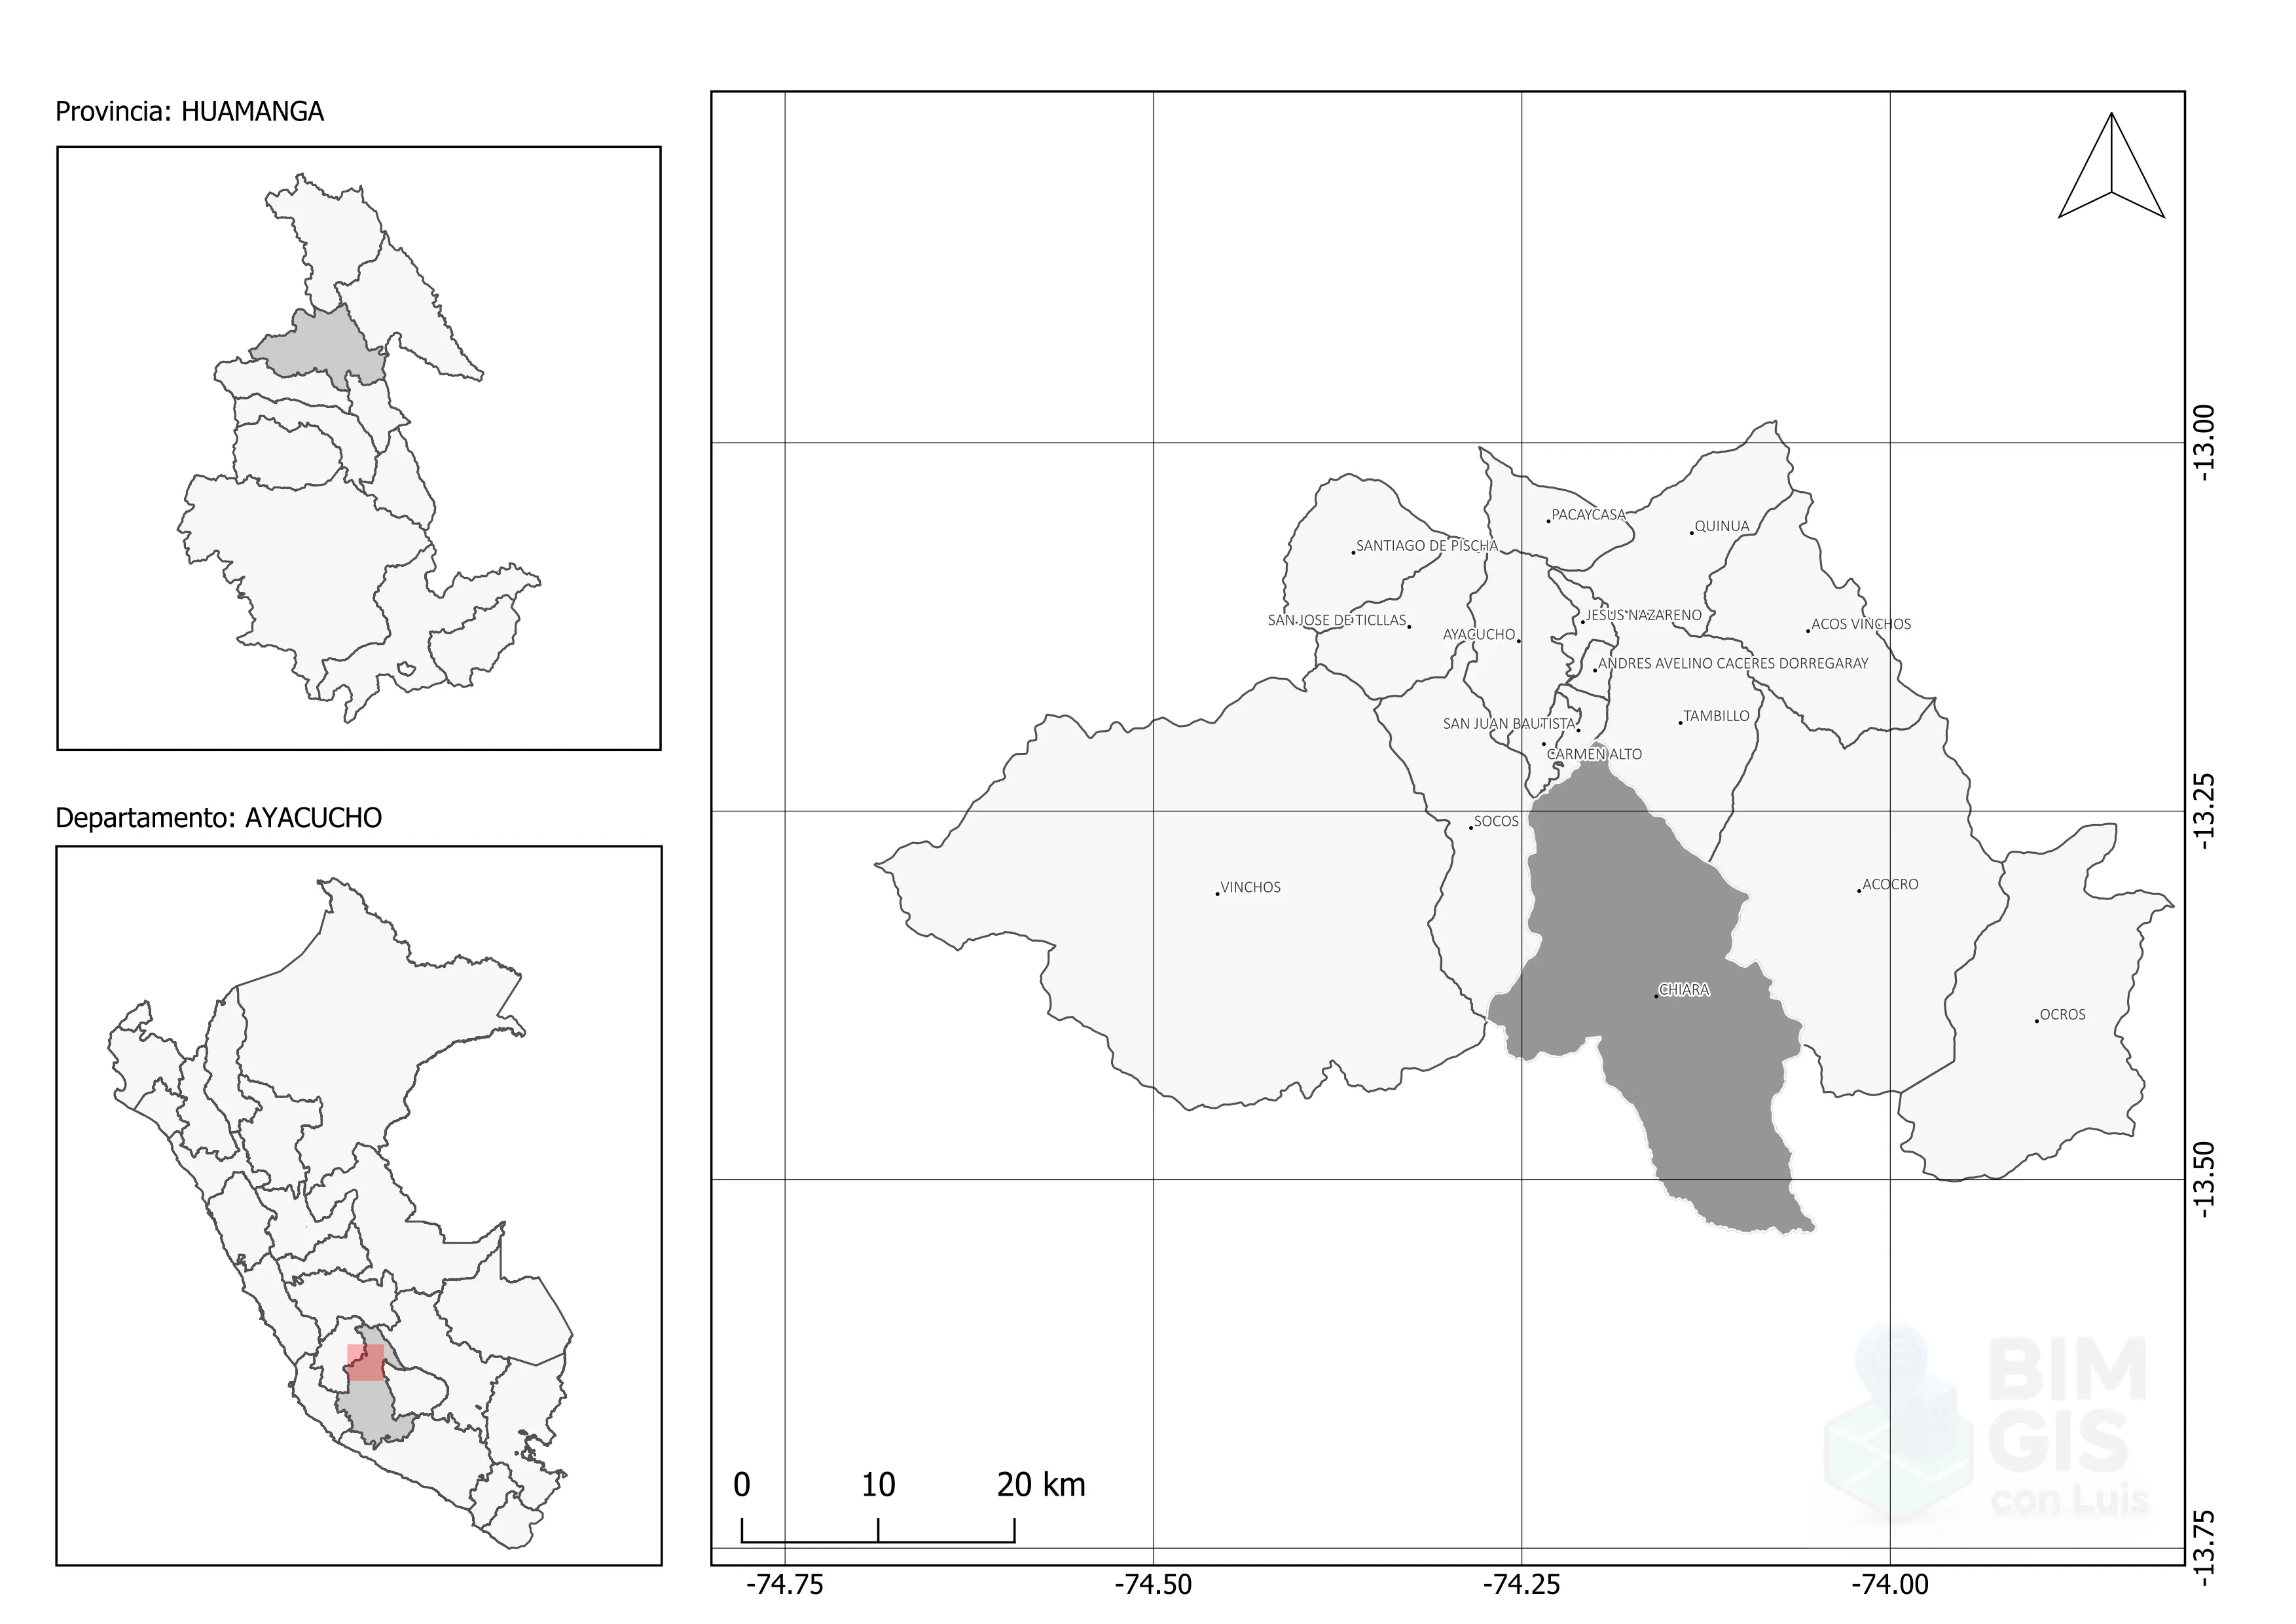 Provincia: HUAMANGA
Departamento: AYACUCHO
PACAYCASA
QUINUA
SANTIAGO DE PISCHA
SAN JOSE DE TICLLAS
JESUS NAZARENO
AYACUCHO
ACOS VINCHOS
ANDRES AVELINO CACERES DORREGARAY
TAMBILLO
SAN JUAN BAUTISTA
CARMEN ALTO
SOCOS
VINCHOS
ACOCRO
CHIARA
OCROS
-13.00
-13.25
-13.50
-13.75
0 10 20 km
-74.75 -74.50 -74.25 -74.00
BIM
GIS
con Luis